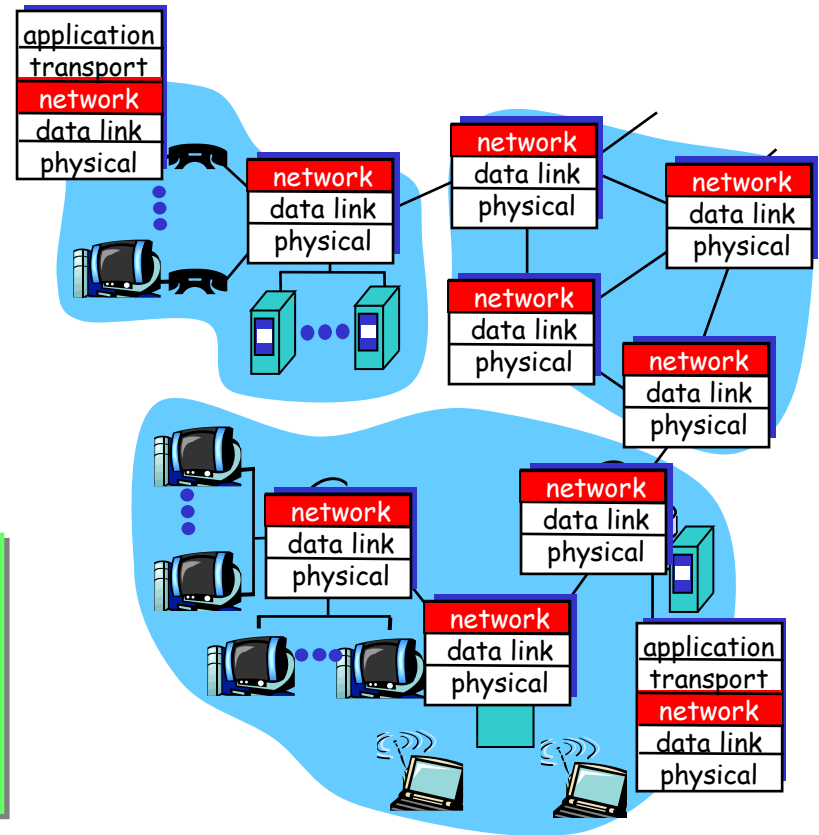 application
transport
network
data link
physical
network
data link
physical
network
data link
physical
network
data link
physical
network
data link
physical
network
data link
physical
network
data link
physical
network
data link
physical
network
data link
physical
application
transport
network
data link
physical